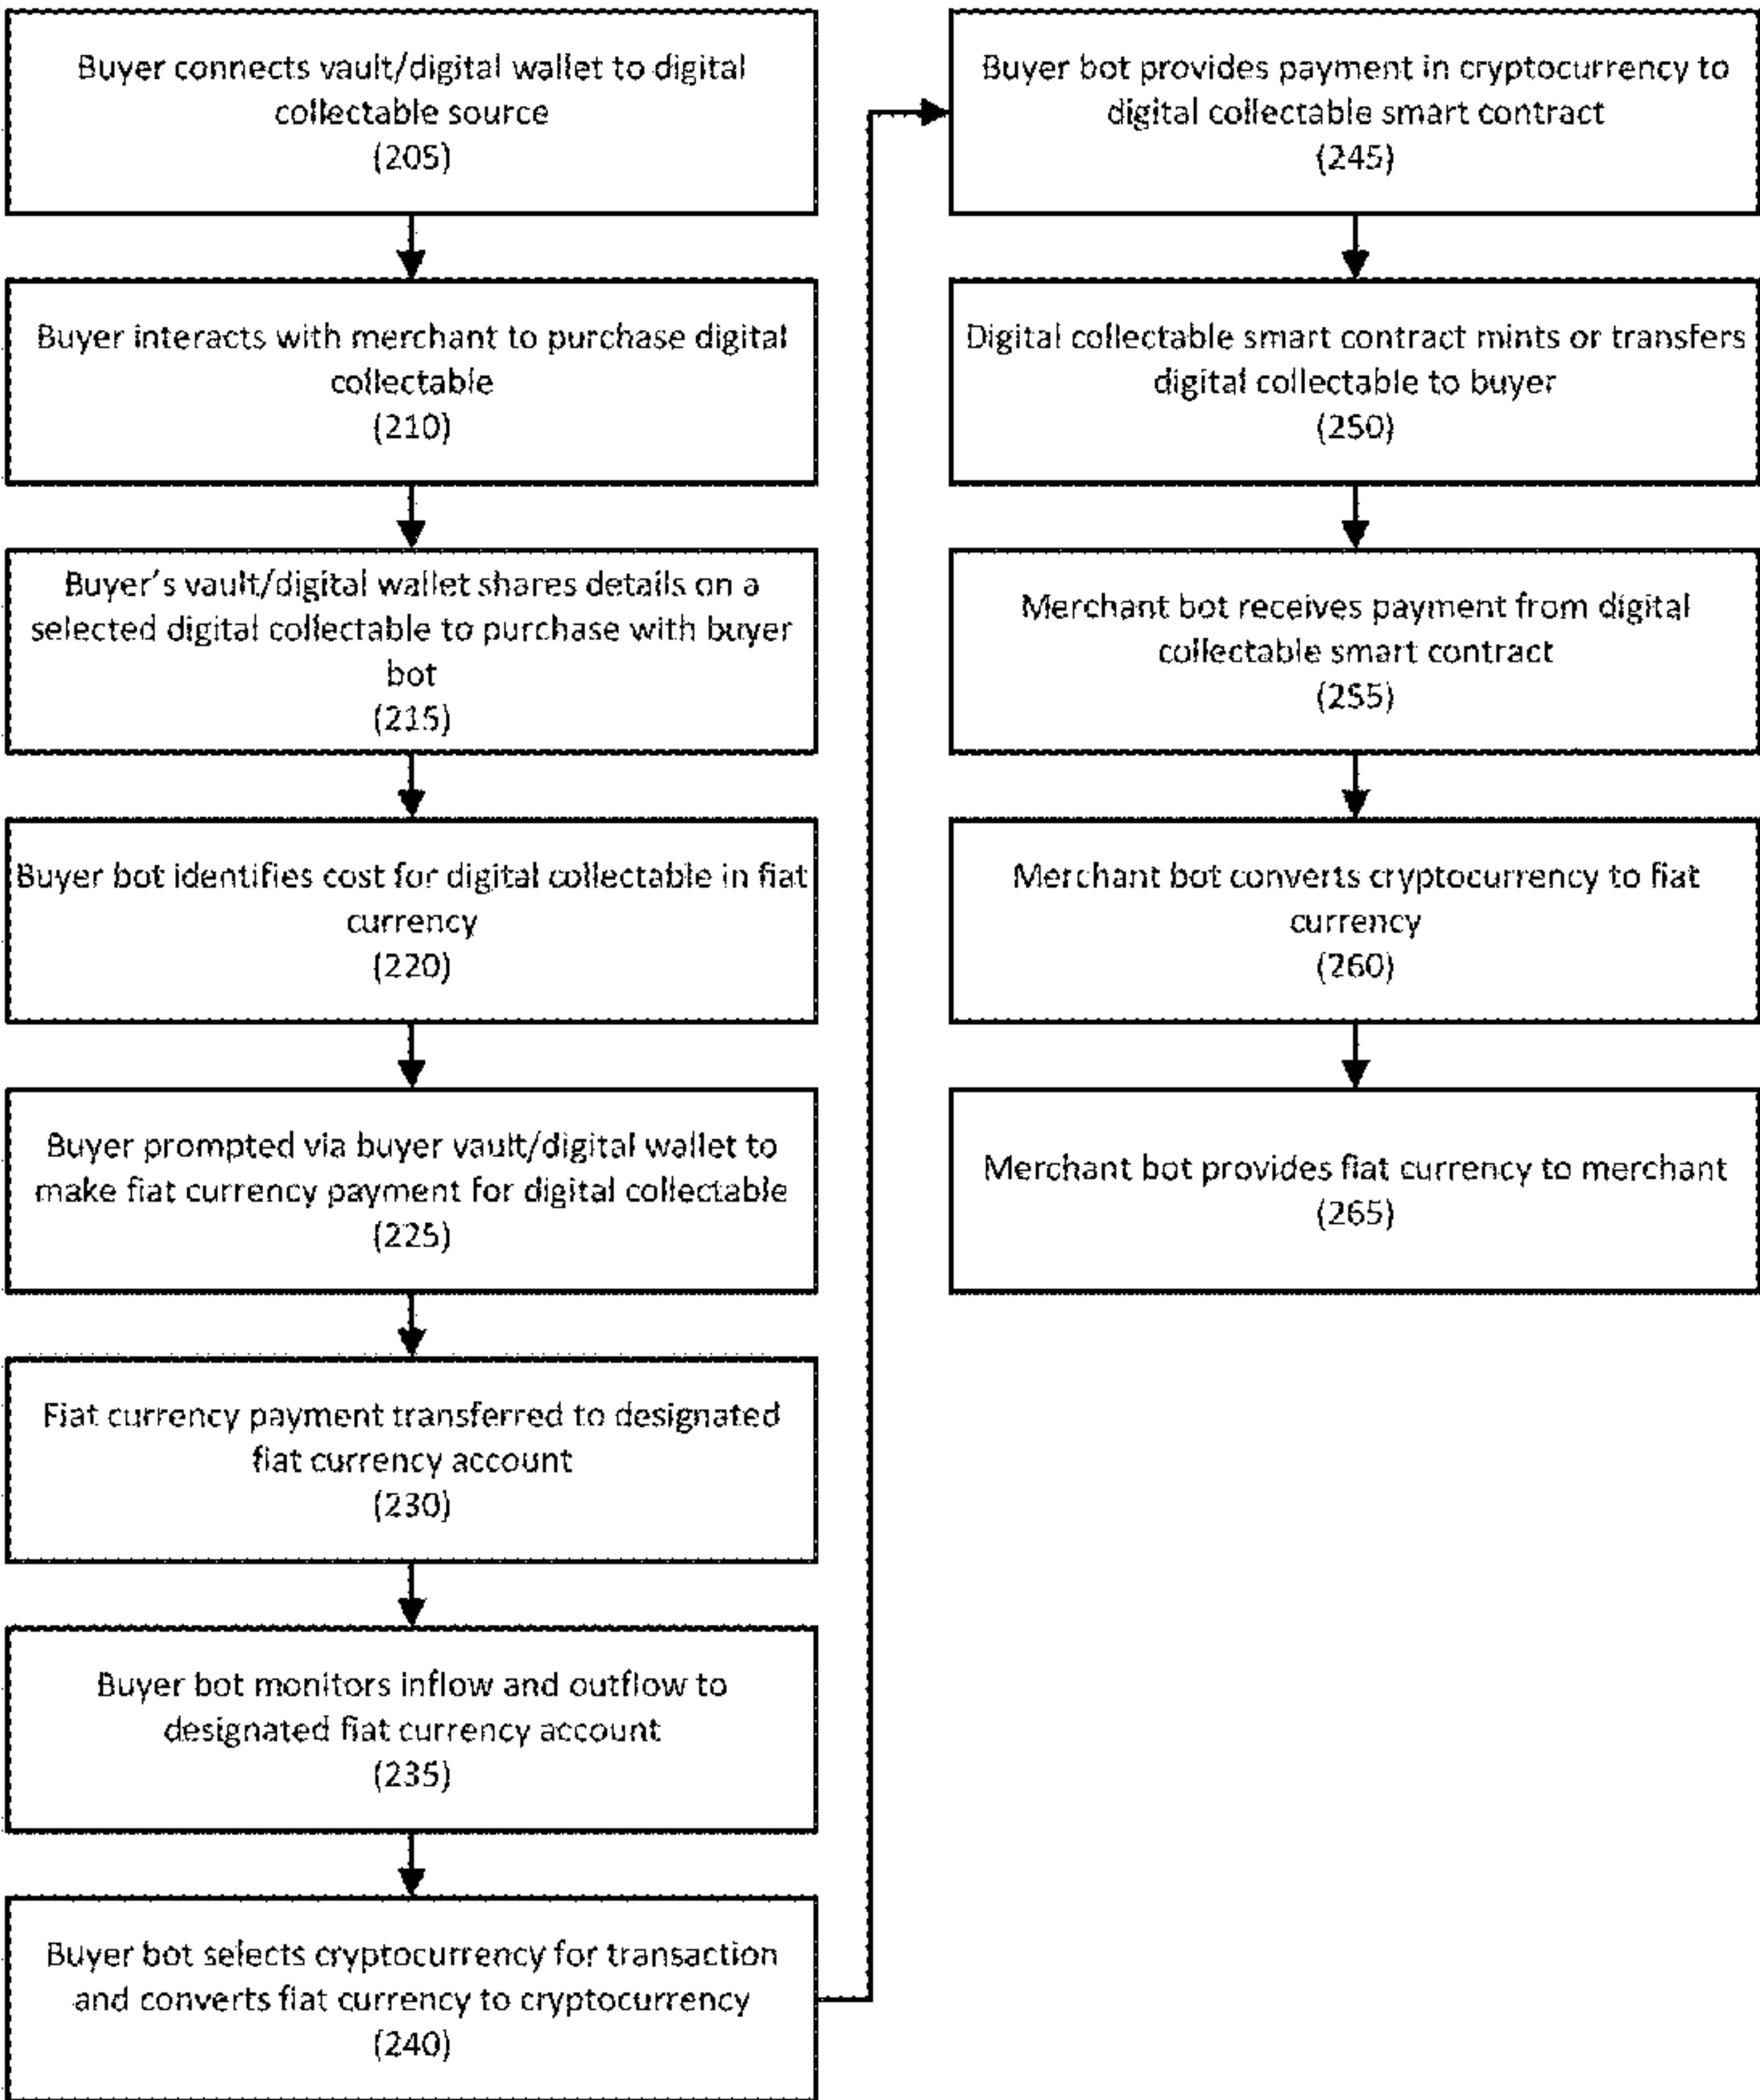 Buyer connects vault/digital wallet to digital
collectable source
(205)
Buyer interacts with merchant to purchase digital
collectable
(210)
Buyer's vault/digital wallet shares details on a
selected digital collectable to purchase with buyer
bot
(215)
Buyer bot identifies cost for digital collectable in fiat
currency
(220)
Buyer prompted via buyer vault/digital wallet to
make fiat currency payment for digital collectable
(225)
Fiat currency payment transferred to designated
fiat currency account
(230)
Buyer bot monitors inflow and outflow to
designated fiat currency account
(235)
Buyer bot selects cryptocurrency for transaction
and converts fiat currency to cryptocurrency
(240)
Buyer bot provides payment in cryptocurrency to
digital collectable smart contract
(245)
Digital collectable smart contract mints or transfers
digital collectable to buyer
(250)
Merchant bot receives payment from digital
collectable smart contract
(255)
Merchant bot converts cryptocurrency to fiat
currency
(260)
Merchant bot provides fiat currency to merchant
(265)